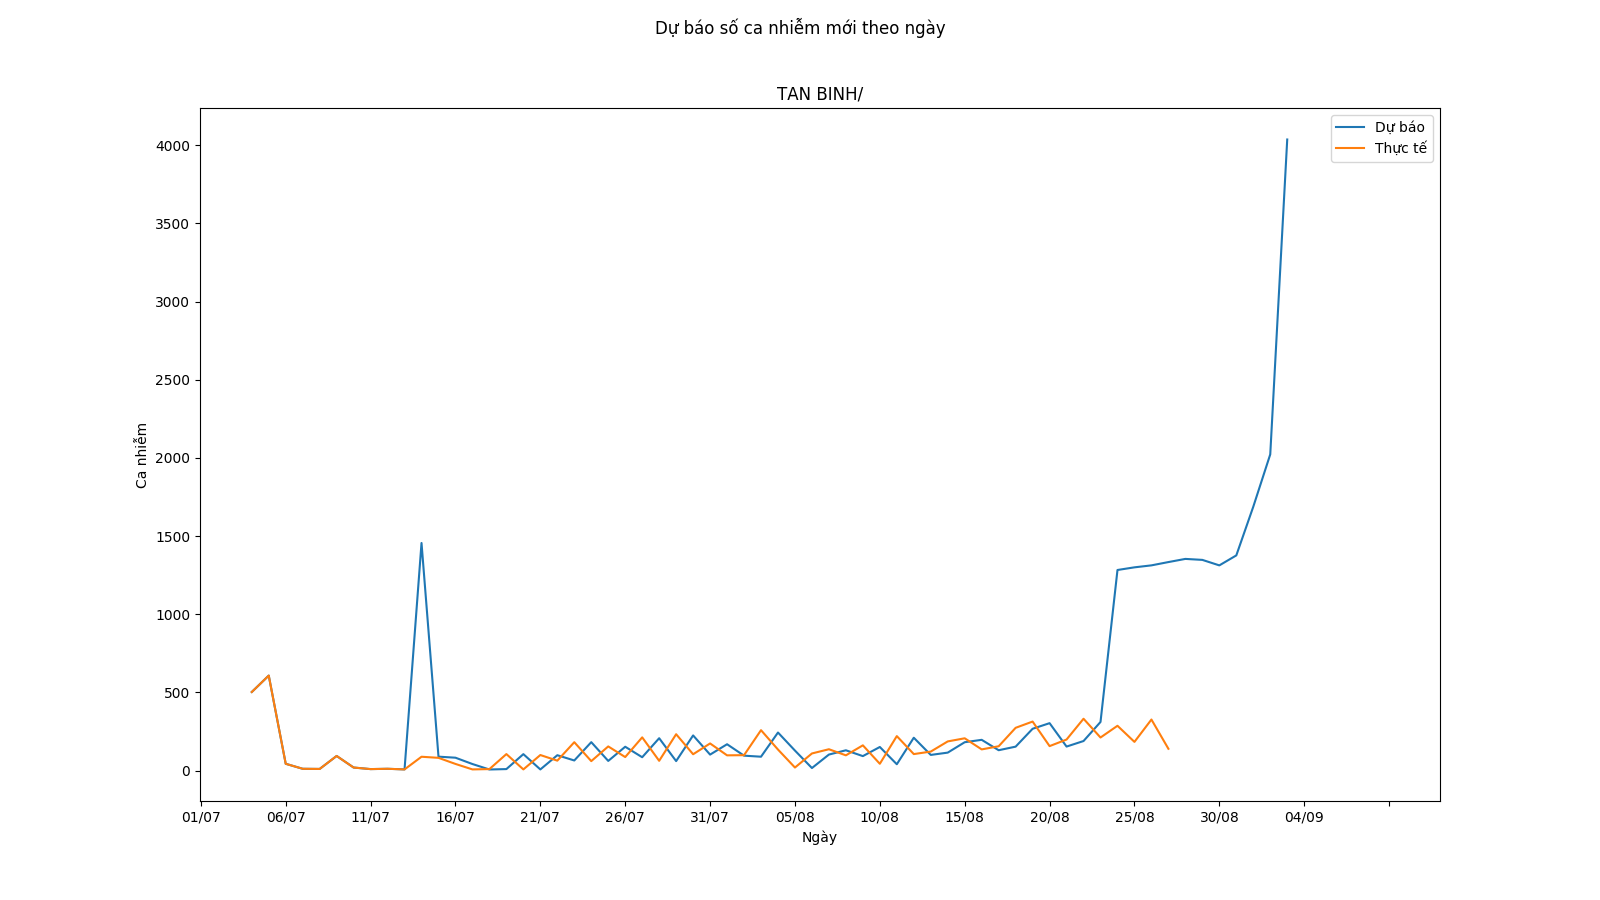 Dự báo số ca nhiễm mới theo ngày
TAN BINH/
Dự báo
Thực tế
4000
3500
3000
2500
2000
1500
1000
500
0
Ca nhiễm
01/07 06/07 11/07 16/07 21/07 26/07 31/07 05/08 10/08 15/08 20/08 25/08 30/08 04/09
Ngày